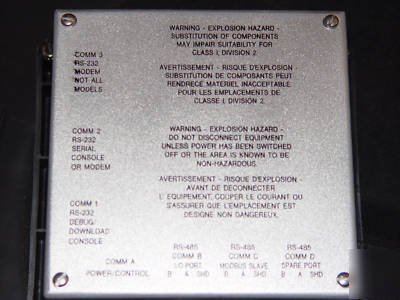 WARNING - EXPLOSION HAZARD -
SUBSTITUTION OF COMPONENTS
MAY IMPAIR SUITABILITY FOR
CLASS I, DIVISION 2
COMM 3
RS-232
MODEM
NOT ALL
MODELS
AVERTISSEMENT - RISQUE D'EXPLOSION -
SUBSTITUTION DE COMPOSANTS PEUT
RENDRECE MATERIEL INACCEPTABLE
POUR LES EMPLACEMENTS DE
CLASSE I, DIVISION 2
COMM 2
RS-232
SERIAL
CONSOLE
OR MODEM
WARNING - EXPLOSION HAZARD -
DO NOT DISCONNECT EQUIPMENT
UNLESS POWER HAS BEEN SWITCHED
OFF OR THE AREA IS KNOWN TO BE
NON-HAZARDOUS
AVERTISSEMENT - RISQUE D'EXPLOSION -
AVANT DE DECONNECTER
L' EQUIPEMENT, COUPER LE COURANT OU
S'ASSURER QUE L'EMPLACEMENT EST
DESIGNE NON DANGEREUX.
COMM 1
RS-232
DEBUG/
DOWNLOAD
CONSOLE
RS-485 RS-485 RS-485
COMM A COMM B COMM C COMM D
POWER/CONTROL I/O PORT MODBUS SLAVE SPARE PORT
B A SHD B A SHD B A SHD